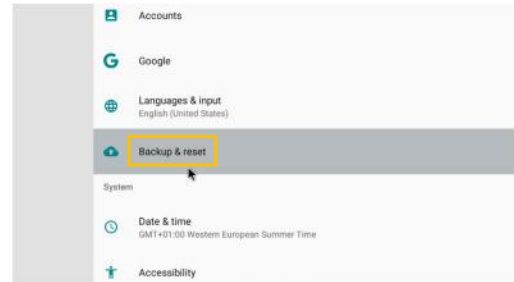 Accounts
Google
Languages & input
English (United States)
Backup & reset
System
Date & time
GMT+01:00 Western European Summer Time
Accessibility